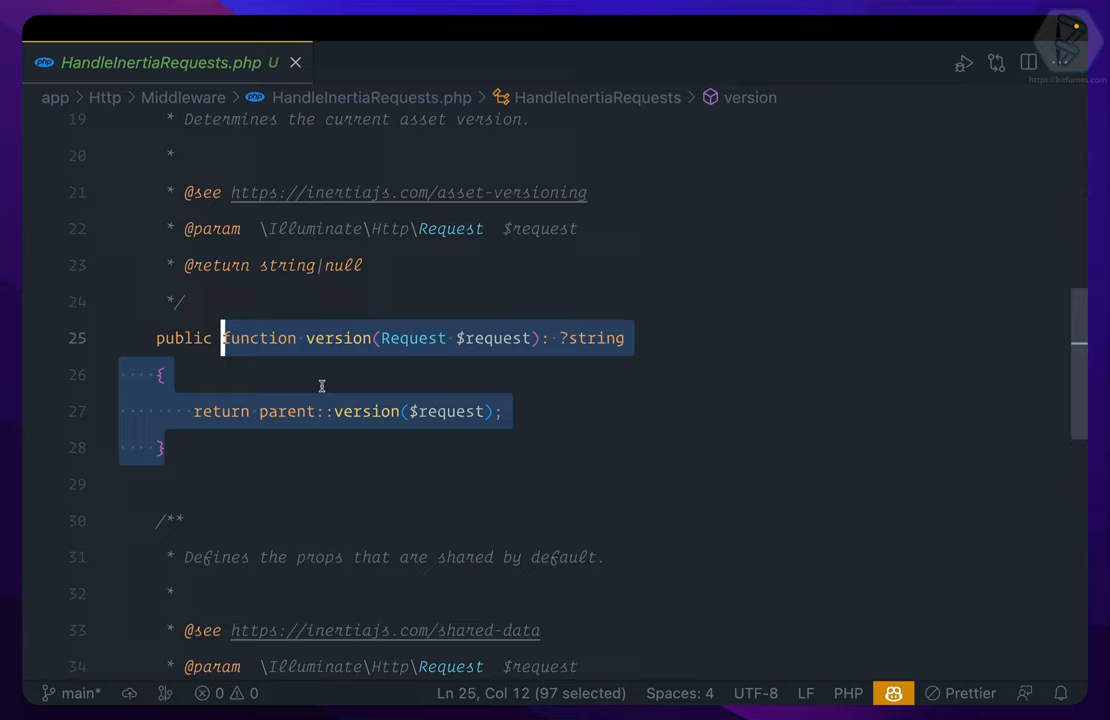 HandleInertiaRequests.php U
https://bitfumes.com
app > Http > Middleware > HandleInertiaRequests.php > HandleInertiaRequests > version
19 * Determines the current asset version.
20 *
21 * @see https://inertiajs.com/asset-versioning
22 * @param \Illuminate\Http\Request $request
23 * @return string|null
24 */
25 public function version(Request $request): ?string
26 {
27 return parent::version($request);
28 }
29
30 /**
31 * Defines the props that are shared by default.
32 *
33 * @see https://inertiajs.com/shared-data
34 * @param \Illuminate\Http\Request $request
main* 0 0 Ln 25, Col 12 (97 selected) Spaces: 4 UTF-8 LF PHP Prettier